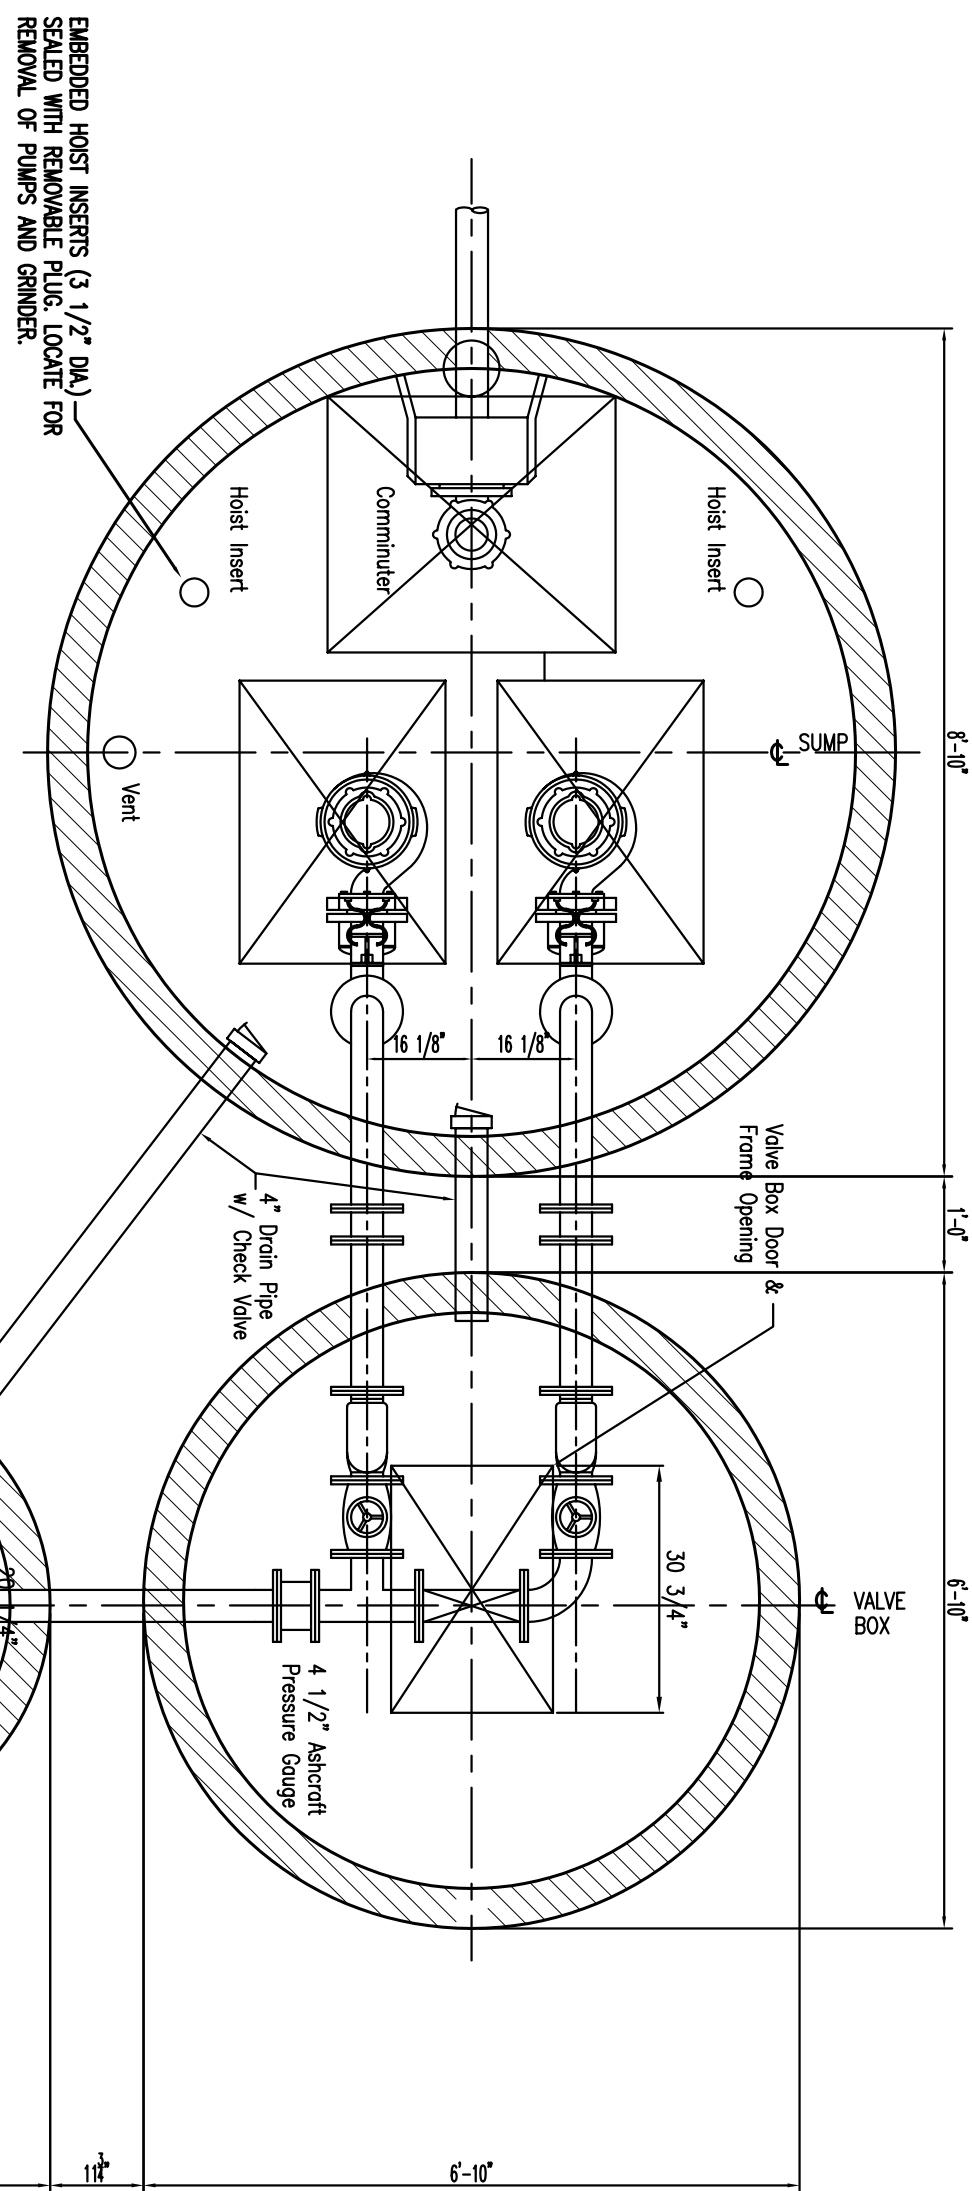 EMBEDDED HOIST INSERTS (3 1/2" DIA.)
SEALED WITH REMOVABLE PLUG. LOCATE FOR
REMOVAL OF PUMPS AND GRINDER.
Hoist Insert
Comminuter
Hoist Insert
Vent
℄ SUMP
8'-10"
16 1/8"
16 1/8"
Valve Box Door &
Frame Opening
1'-0"
4" Drain Pipe
w/ Check Valve
30 3/4"
6'-10"
℄ VALVE
BOX
4 1/2" Ashcraft
Pressure Gauge
11 3/4"
6'-10"